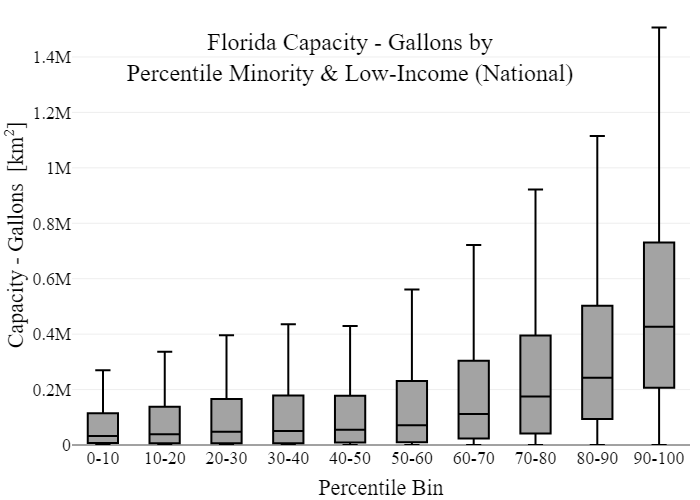 Florida Capacity - Gallons by
Percentile Minority & Low-Income (National)
Capacity - Gallons [km²]
1.4M
1.2M
1M
0.8M
0.6M
0.4M
0.2M
0
0-10 10-20 20-30 30-40 40-50 50-60 60-70 70-80 80-90 90-100
Percentile Bin